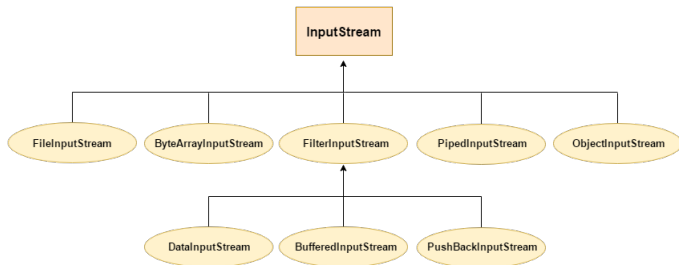 InputStream
FileInputStream
ByteArrayInputStream
FilterInputStream
PipedInputStream
ObjectInputStream
DataInputStream
BufferedInputStream
PushBackInputStream